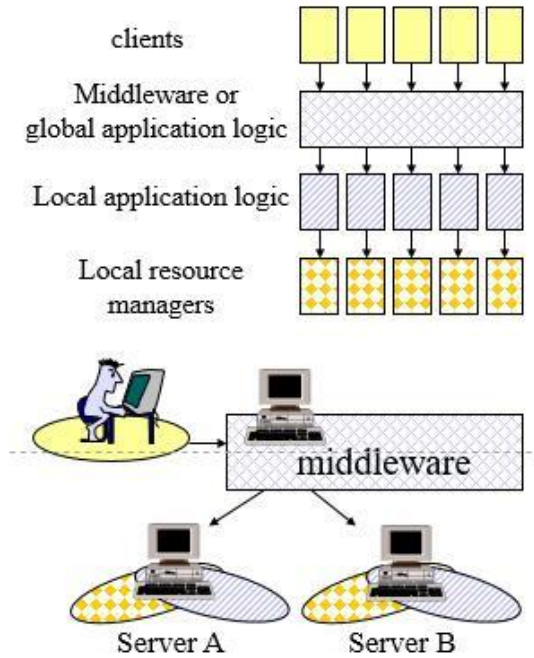 clients
Middleware or
global application logic
Local application logic
Local resource
managers
middleware
Server A
Server B